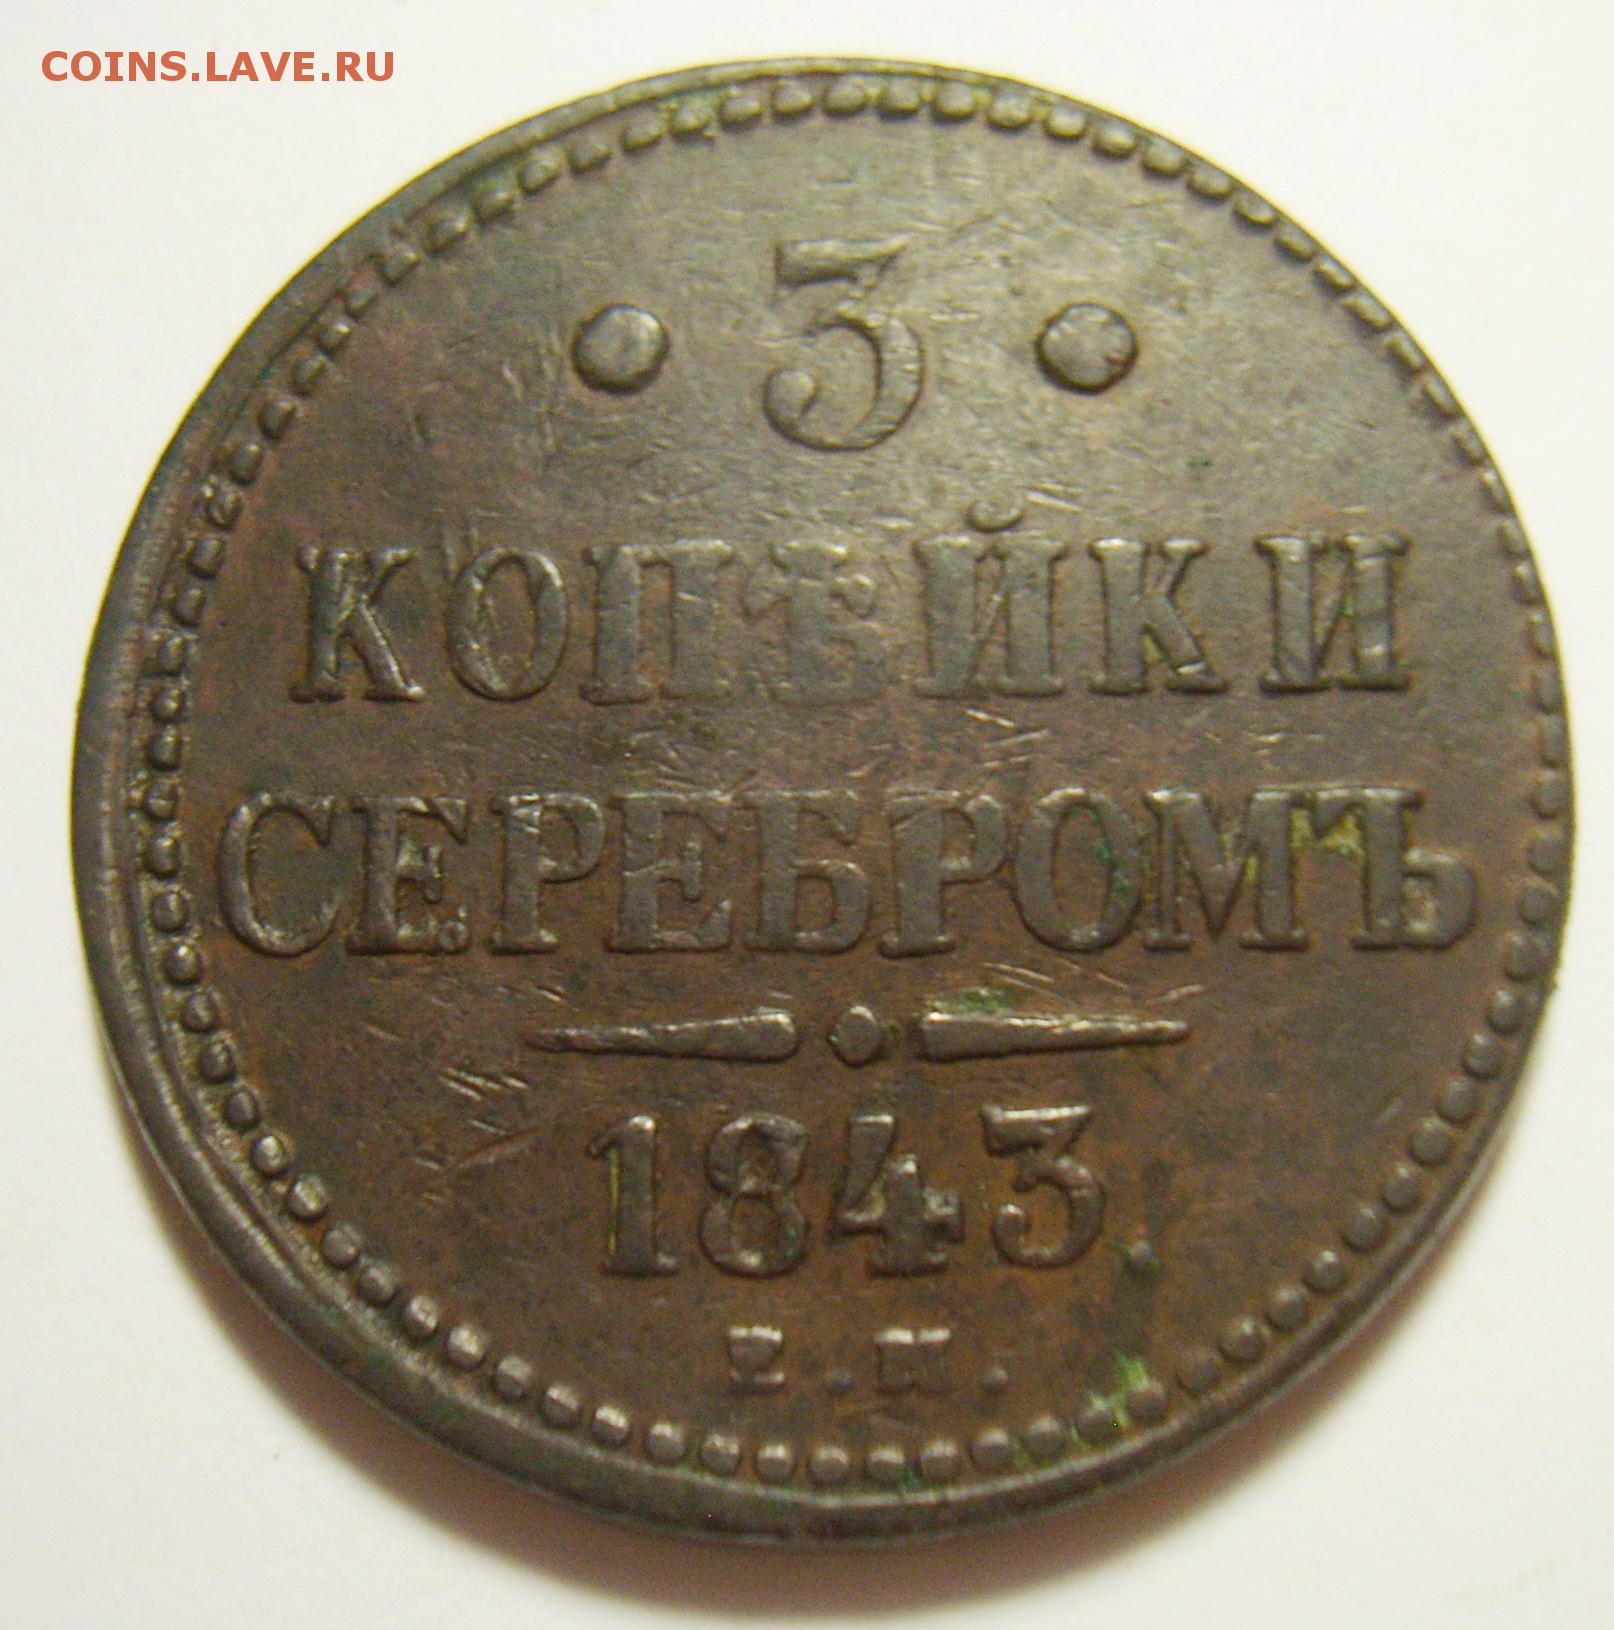 COINS.LAVE.RU
· 3 ·
КОПѢЙКИ
СЕРЕБРОМЪ
1843
Е.М.